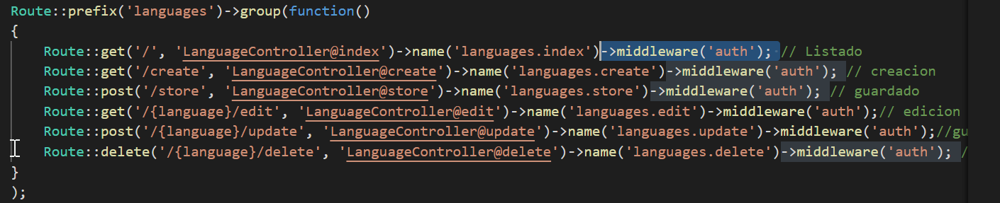 Route::prefix('languages')->group(function()
{
Route::get('/', 'LanguageController@index')->name('languages.index')->middleware('auth'); // Listado
Route::get('/create', 'LanguageController@create')->name('languages.create')->middleware('auth'); // creacion
Route::post('/store', 'LanguageController@store')->name('languages.store')->middleware('auth'); // guardado
Route::get('/{language}/edit', 'LanguageController@edit')->name('languages.edit')->middleware('auth');// edicion
Route::post('/{language}/update', 'LanguageController@update')->name('languages.update')->middleware('auth');//gu
Route::delete('/{language}/delete', 'LanguageController@delete')->name('languages.delete')->middleware('auth'); /
}
);